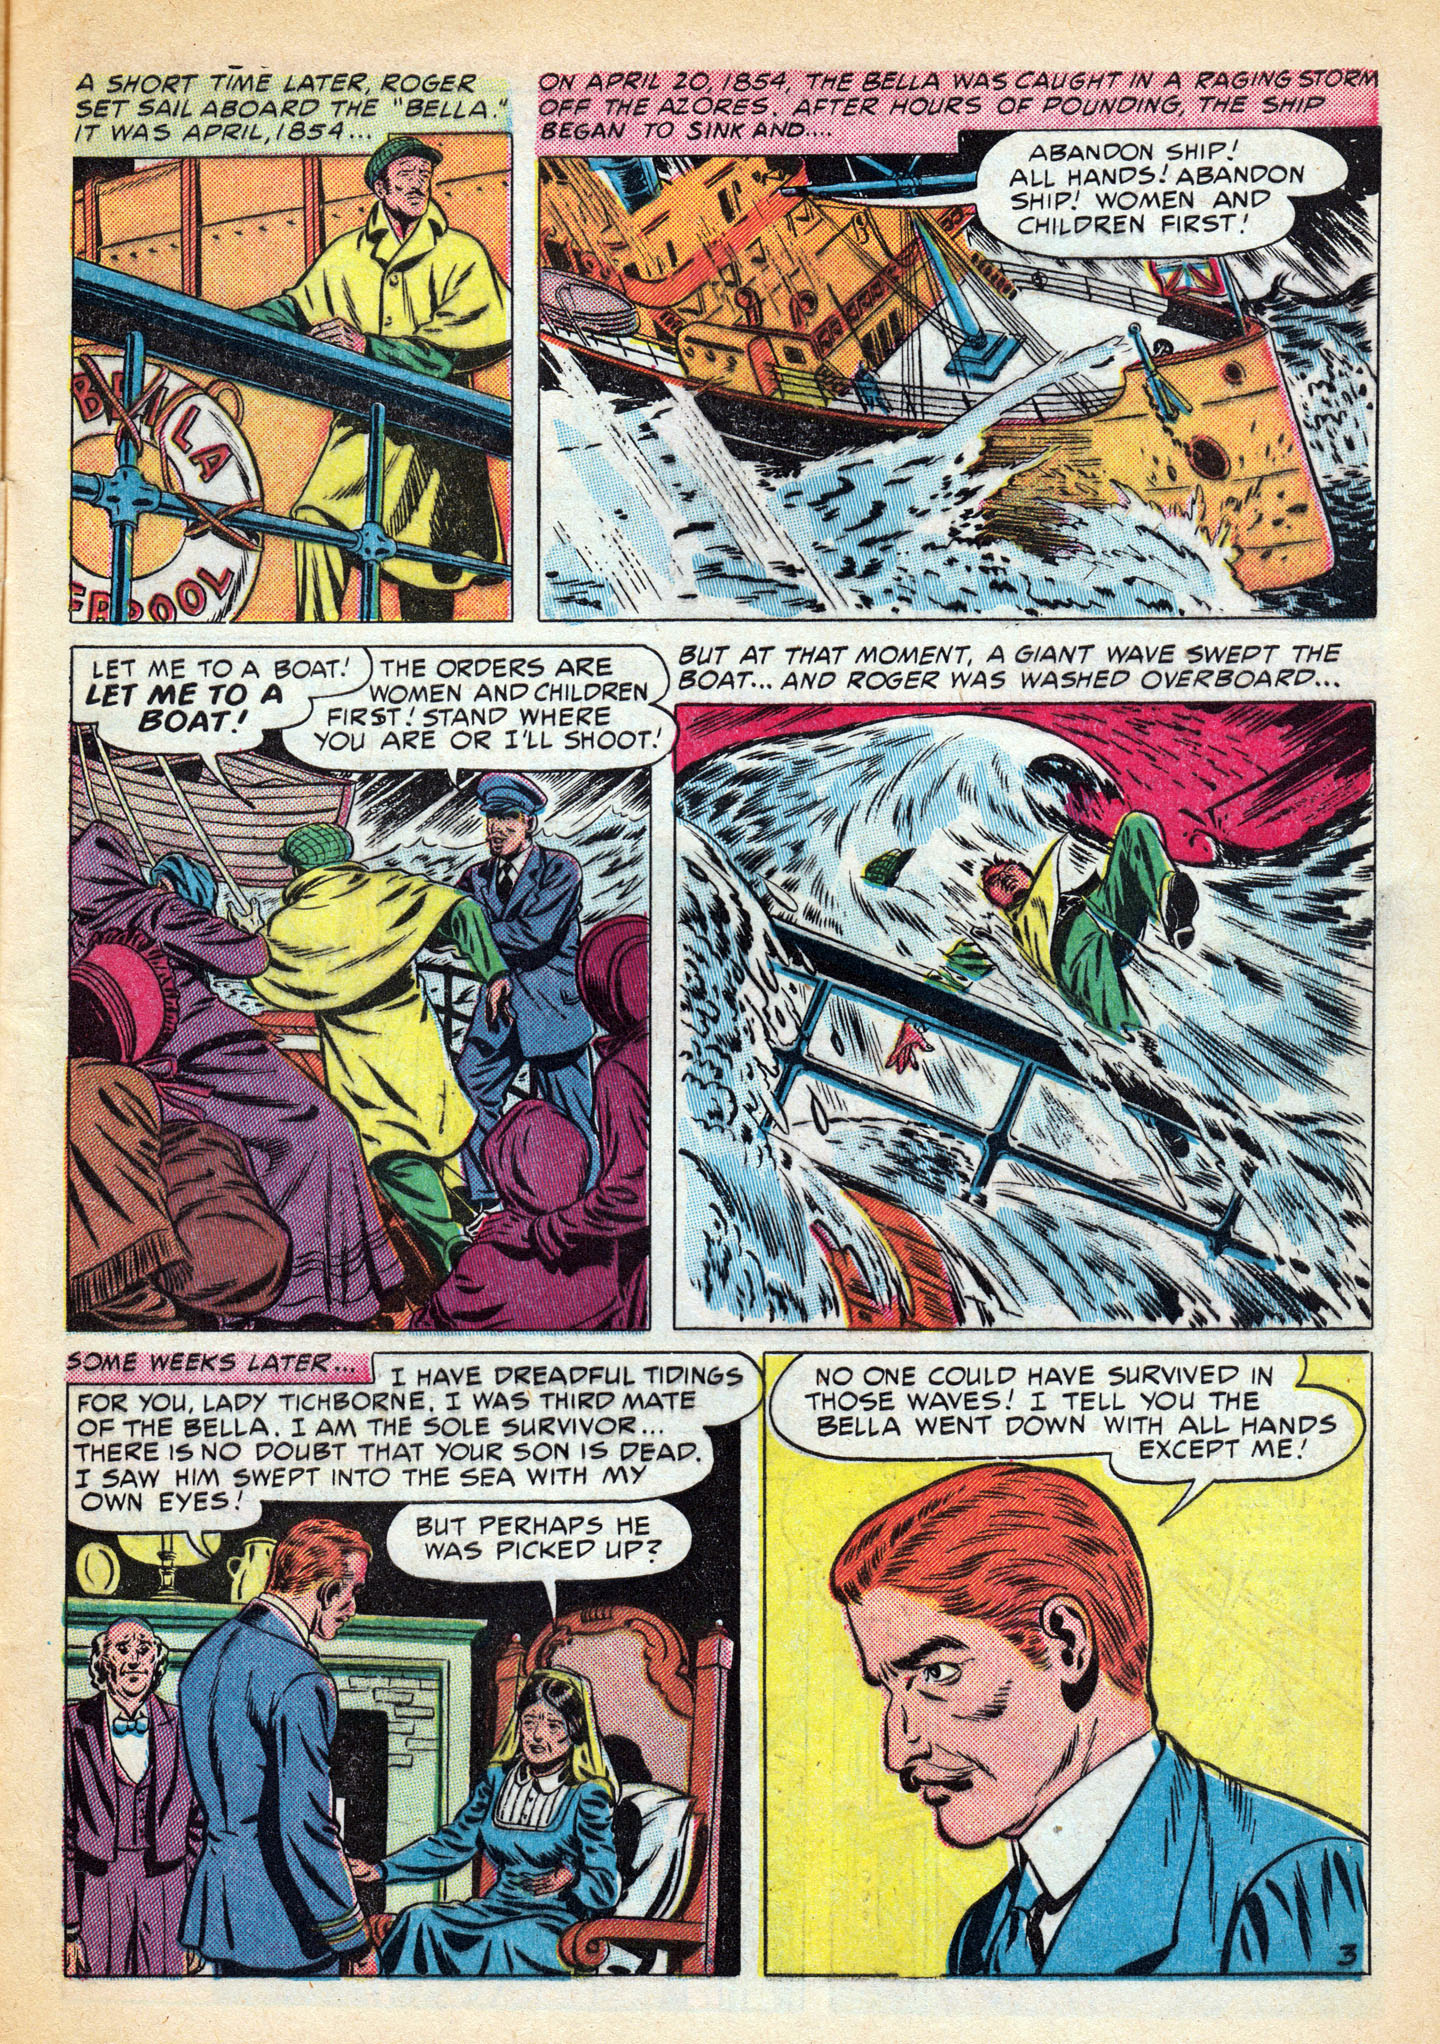 A SHORT TIME LATER, ROGER
SET SAIL ABOARD THE "BELLA."
IT WAS APRIL, 1854...
BELLA
ERPOOL
ON APRIL 20, 1854, THE BELLA WAS CAUGHT IN A RAGING STORM
OFF THE AZORES. AFTER HOURS OF POUNDING, THE SHIP
BEGAN TO SINK AND....
ABANDON SHIP!
ALL HANDS! ABANDON
SHIP! WOMEN AND
CHILDREN FIRST!
LET ME TO A BOAT!
LET ME TO A
BOAT!
THE ORDERS ARE
WOMEN AND CHILDREN
FIRST! STAND WHERE
YOU ARE OR I'LL SHOOT!
BUT AT THAT MOMENT, A GIANT WAVE SWEPT THE
BOAT... AND ROGER WAS WASHED OVERBOARD...
SOME WEEKS LATER...
I HAVE DREADFUL TIDINGS
FOR YOU, LADY TICHBORNE. I WAS THIRD MATE
OF THE BELLA. I AM THE SOLE SURVIVOR...
THERE IS NO DOUBT THAT YOUR SON IS DEAD.
I SAW HIM SWEPT INTO THE SEA WITH MY
OWN EYES!
BUT PERHAPS HE
WAS PICKED UP?
NO ONE COULD HAVE SURVIVED IN
THOSE WAVES! I TELL YOU THE
BELLA WENT DOWN WITH ALL HANDS
EXCEPT ME!
3